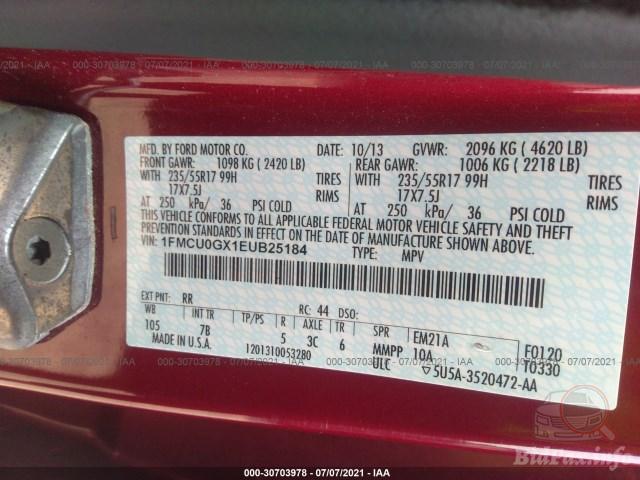 000-30703978 - 07/07/2021 - IAA
MFD. BY FORD MOTOR CO.
DATE: 10/13 GVWR: 2096 KG ( 4620 LB)
FRONT GAWR: 1098 KG ( 2420 LB)
REAR GAWR: 1006 KG ( 2218 LB)
WITH 235/55R17 99H TIRES
WITH 235/55R17 99H TIRES
17X7.5J RIMS
17X7.5J RIMS
AT 250 kPa/ 36 PSI COLD
AT 250 kPa/ 36 PSI COLD
THIS VEHICLE CONFORMS TO ALL APPLICABLE FEDERAL MOTOR VEHICLE SAFETY AND THEFT PREVENTION STANDARDS IN EFFECT ON THE DATE OF MANUFACTURE SHOWN ABOVE.
VIN: 1FMCU0GX1EUB25184
TYPE: MPV
EXT PNT: RR RC: 44 DSO:
WB INT TR TP/PS R AXLE TR SPR EM21A F0120
105 7B 5 3C 6 MMPP 10A T0330
MADE IN U.S.A. 1201310053280 ULC 5U5A-3520472-AA
000-30703978 - 07/07/2021 - IAA
BidFax.info